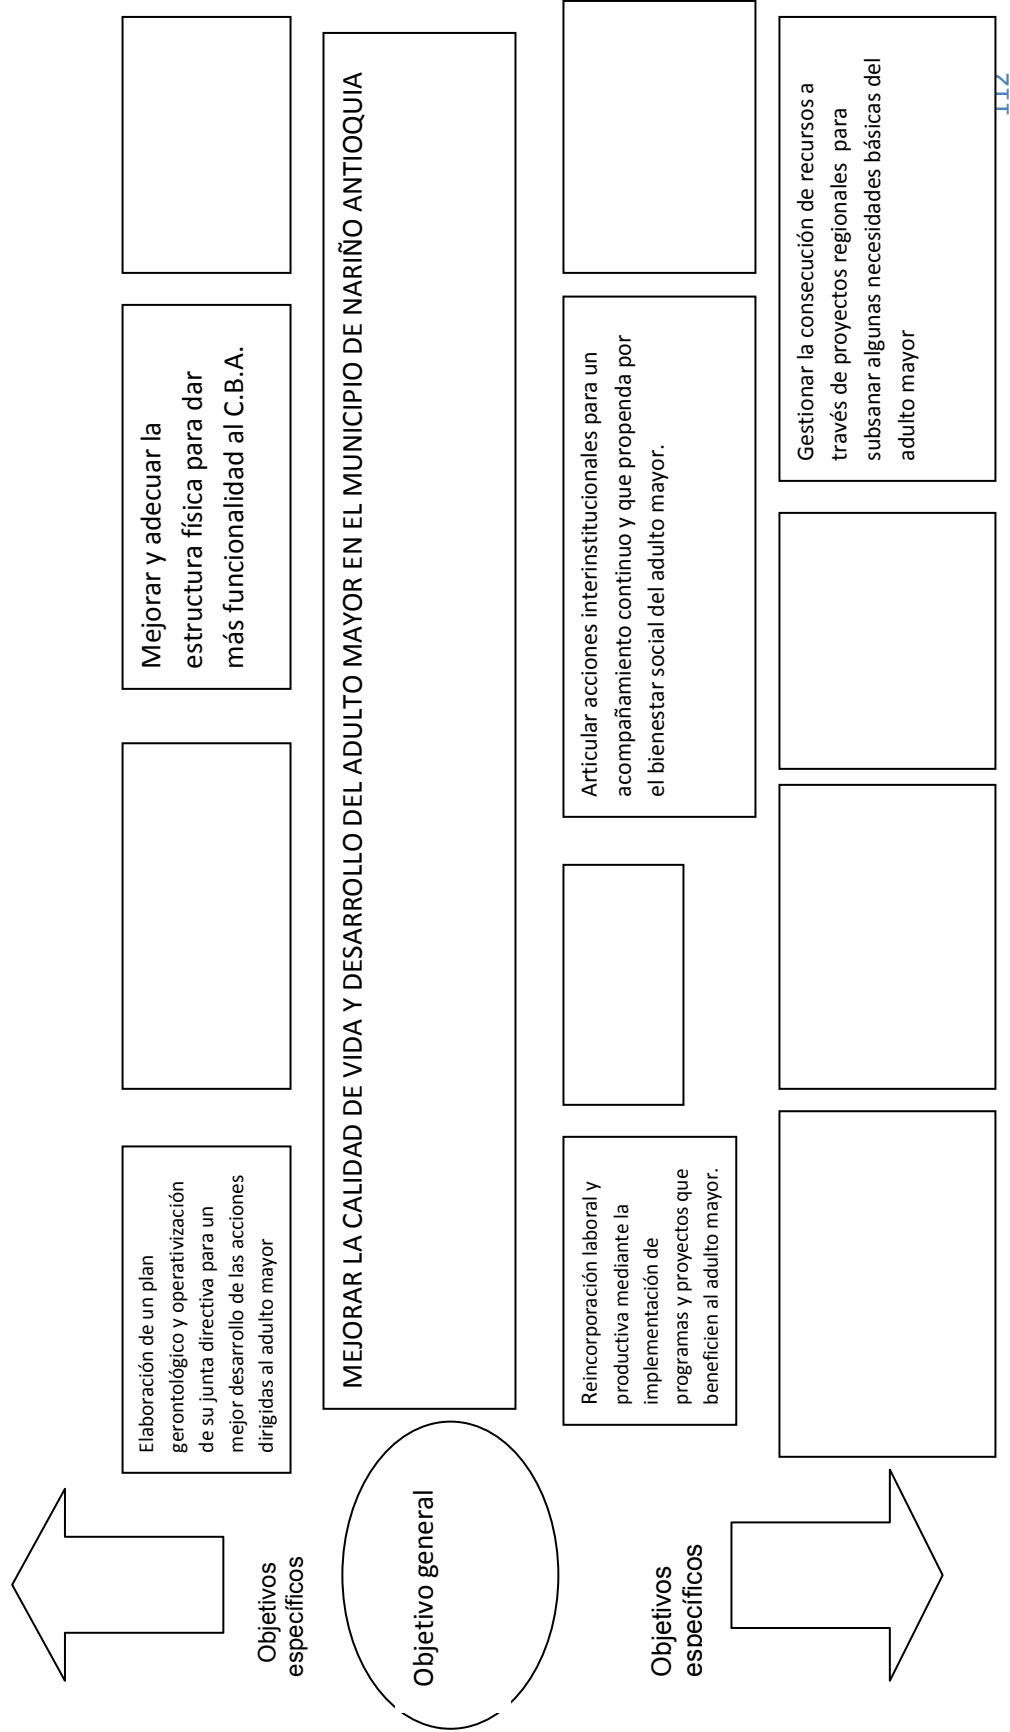 Elaboración de un plan
gerontológico y operativización
de su junta directiva para un
mejor desarrollo de las acciones
dirigidas al adulto mayor
Mejorar y adecuar la
estructura física para dar
más funcionalidad al C.B.A.
Objetivos
específicos
Objetivo general
MEJORAR LA CALIDAD DE VIDA Y DESARROLLO DEL ADULTO MAYOR EN EL MUNICIPIO DE NARIÑO ANTIOQUIA
Objetivos
específicos
Reincorporación laboral y
productiva mediante la
implementación de
programas y proyectos que
beneficien al adulto mayor.
Articular acciones interinstitucionales para un
acompañamiento continuo y que propenda por
el bienestar social del adulto mayor.
Gestionar la consecución de recursos a
través de proyectos regionales para
subsanar algunas necesidades básicas del
adulto mayor
112